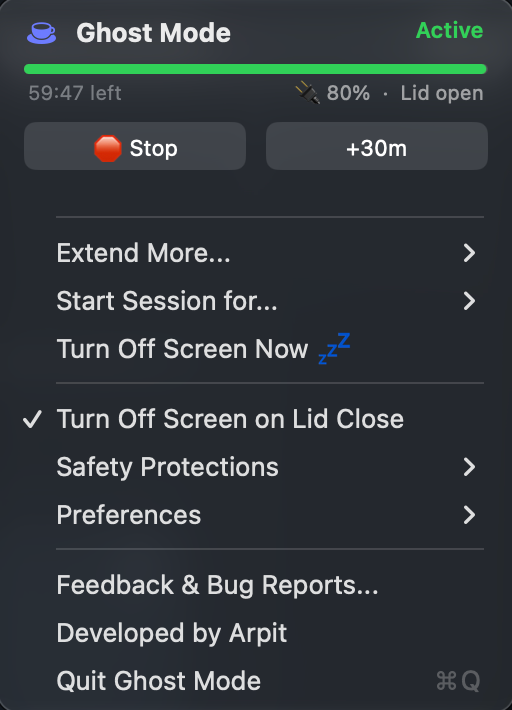 Ghost Mode
Active
59:47 left
80% · Lid open
Stop
+30m
Extend More...
Start Session for...
Turn Off Screen Now 💤
Turn Off Screen on Lid Close
Safety Protections
Preferences
Feedback & Bug Reports...
Developed by Arpit
Quit Ghost Mode ⌘Q